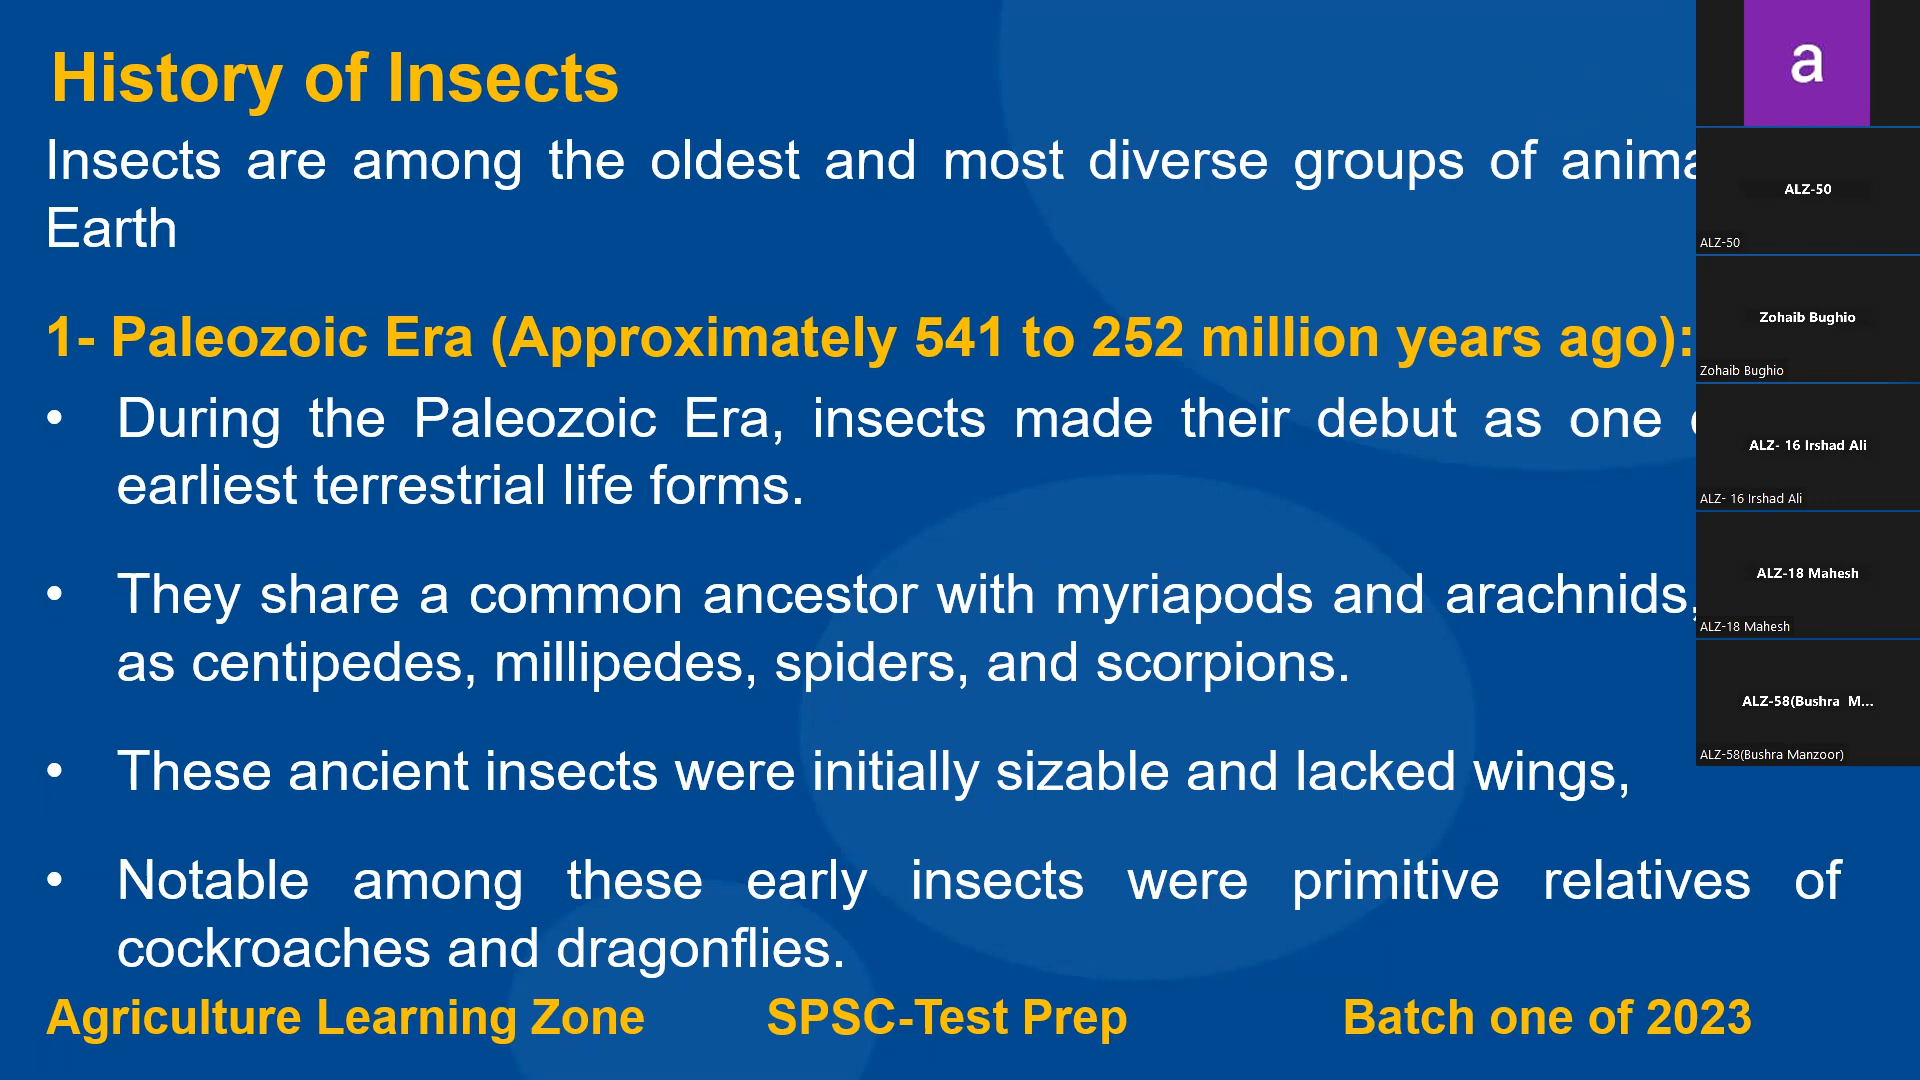 History of Insects
Insects are among the oldest and most diverse groups of
Earth
1- Paleozoic Era (Approximately 541 to 252 million years ago):
• During the Paleozoic Era, insects made their debut as one
earliest terrestrial life forms.
• They share a common ancestor with myriapods and arachnids,
as centipedes, millipedes, spiders, and scorpions.
• These ancient insects were initially sizable and lacked wings,
• Notable among these early insects were primitive relatives of
cockroaches and dragonflies.
Agriculture Learning Zone SPSC-Test Prep Batch one of 2023
a
ALZ-50
ALZ-50
Zohaib Bughio
Zohaib Bughio
ALZ- 16 Irshad Ali
ALZ- 16 Irshad Ali
ALZ-18 Mahesh
ALZ-18 Mahesh
ALZ-58(Bushra M...
ALZ-58(Bushra Manzoor)